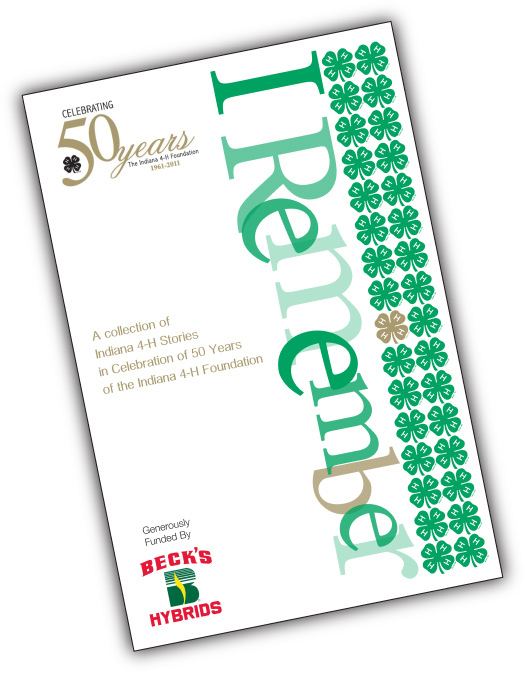 CELEBRATING
50 years
The Indiana 4-H Foundation
1961-2011
I Remember
A collection of
Indiana 4-H Stories
in Celebration of 50 Years
of the Indiana 4-H Foundation
Generously
Funded By
BECK'S
B
HYBRIDS